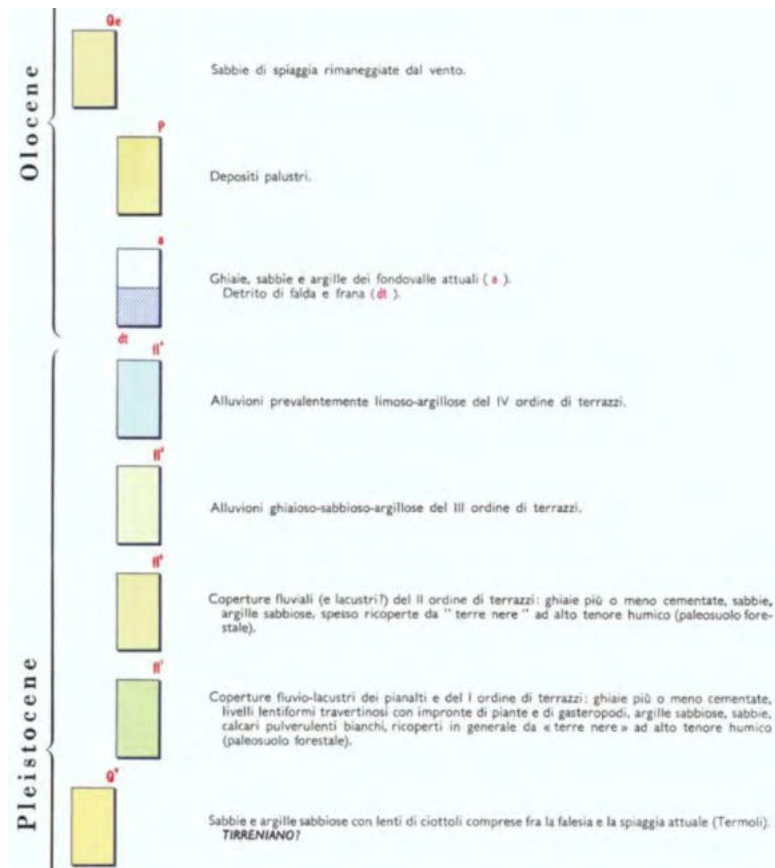 Olocene
Qe
Sabbie di spiaggia rimaneggiate dal vento.
P
Depositi palustri.
a
Ghiaie, sabbie e argille dei fondovalle attuali ( a ).
Detrito di falda e frana ( dt ).
dt
Pleistocene
Alluvioni prevalentemente limoso-argillose del IV ordine di terrazzi.
Alluvioni ghiaioso-sabbioso-argillose del III ordine di terrazzi.
Coperture fluviali (e lacustri?) del II ordine di terrazzi: ghiaie più o meno cementate, sabbie,
argille sabbiose, spesso ricoperte da " terre nere " ad alto tenore humico (paleosuolo fore-
stale).
Coperture fluvio-lacustri dei pianalti e del I ordine di terrazzi: ghiaie più o meno cementate,
livelli lentiformi travertinosi con impronte di piante e di gasteropodi, argille sabbiose, sabbie,
calcari pulverulenti bianchi, ricoperti in generale da « terre nere » ad alto tenore humico
(paleosuolo forestale).
Sabbie e argille sabbiose con lenti di ciottoli comprese fra la falesia e la spiaggia attuale (Termoli).
TIRRENIANO?